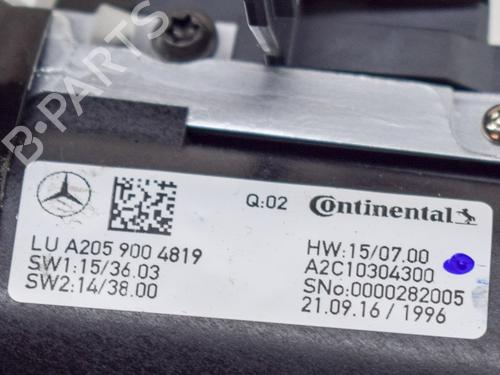 B-PARTS
Q:02 Continental
LU A205 900 4819
SW1:15/36.03
SW2:14/38.00
HW:15/07.00
A2C10304300
SNo:0000282005
21.09.16 / 1996